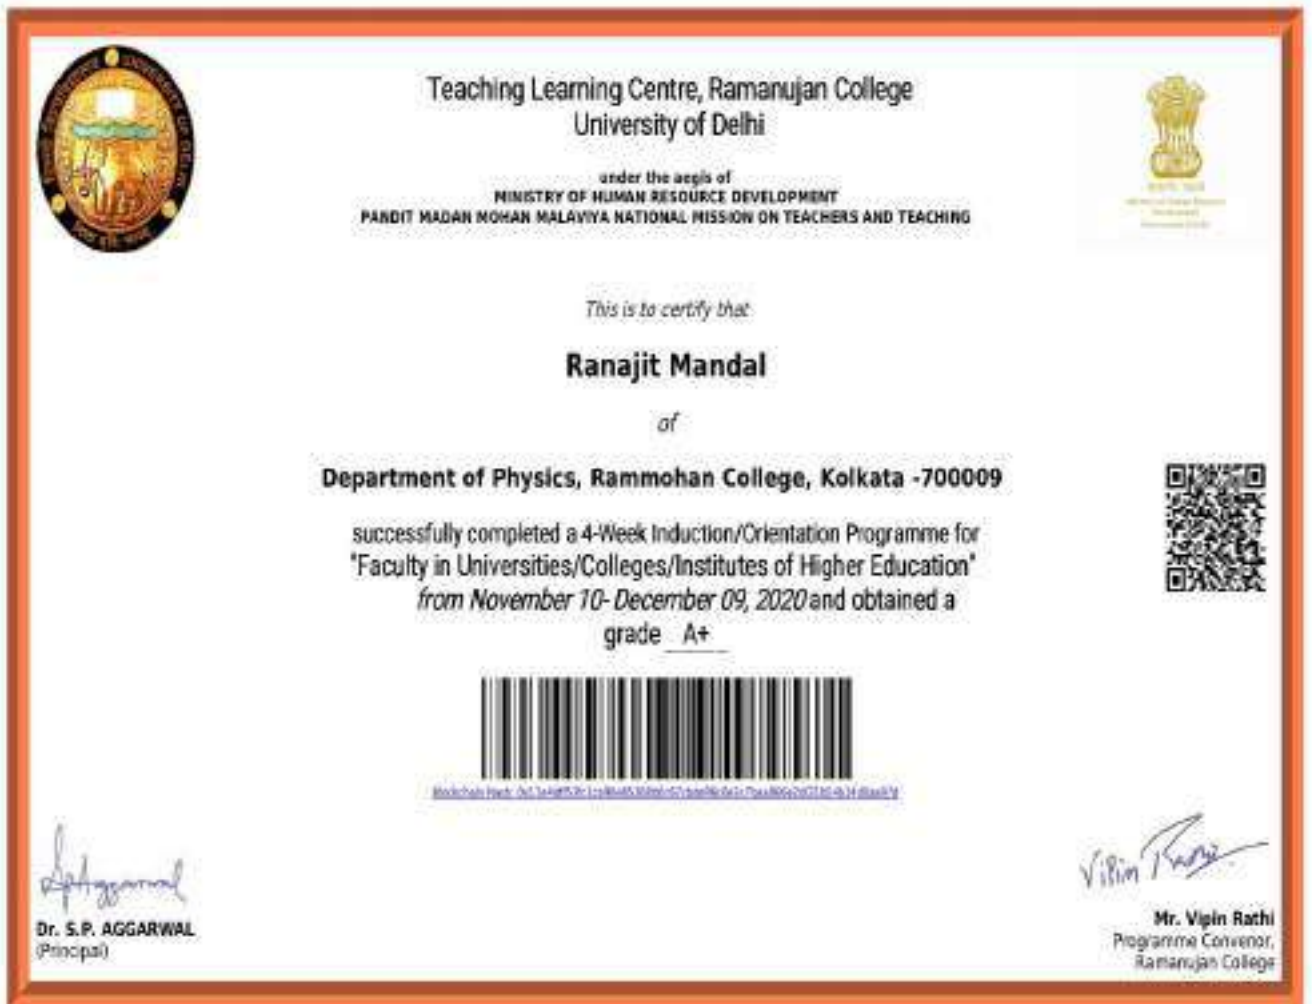 Teaching Learning Centre, Ramanujan College
University of Delhi
under the aegis of
MINISTRY OF HUMAN RESOURCE DEVELOPMENT
PANDIT MADAN MOHAN MALAVIYA NATIONAL MISSION ON TEACHERS AND TEACHING
This is to certify that
Ranajit Mandal
of
Department of Physics, Rammohan College, Kolkata -700009
successfully completed a 4-Week Induction/Orientation Programme for
"Faculty in Universities/Colleges/Institutes of Higher Education"
from November 10- December 09, 2020 and obtained a
grade A+
Blockchain Hash:
Dr. S.P. AGGARWAL
(Principal)
Vipin Rathi
Mr. Vipin Rathi
Programme Convenor,
Ramanujan College